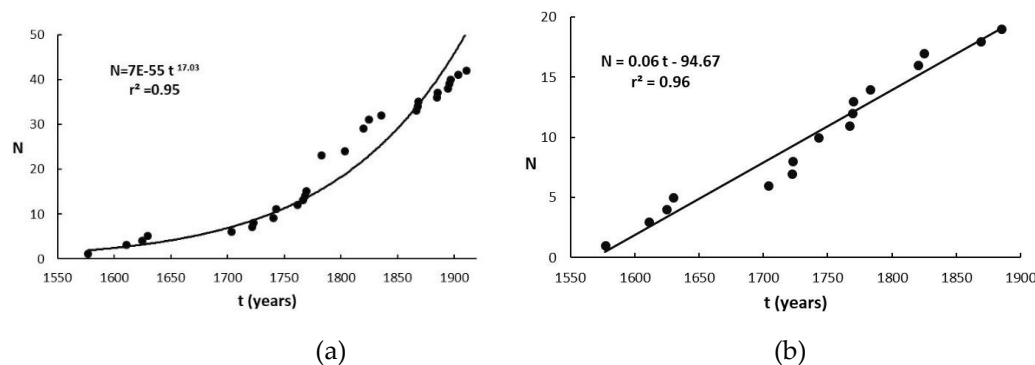 50
40
30
20
10
0
N
N=7E-55 t 17.03
r² =0.95
1550 1600 1650 1700 1750 1800 1850 1900
t (years)
(a)
20
15
10
5
0
N
N = 0.06 t - 94.67
r² = 0.96
1550 1600 1650 1700 1750 1800 1850 1900
t (years)
(b)